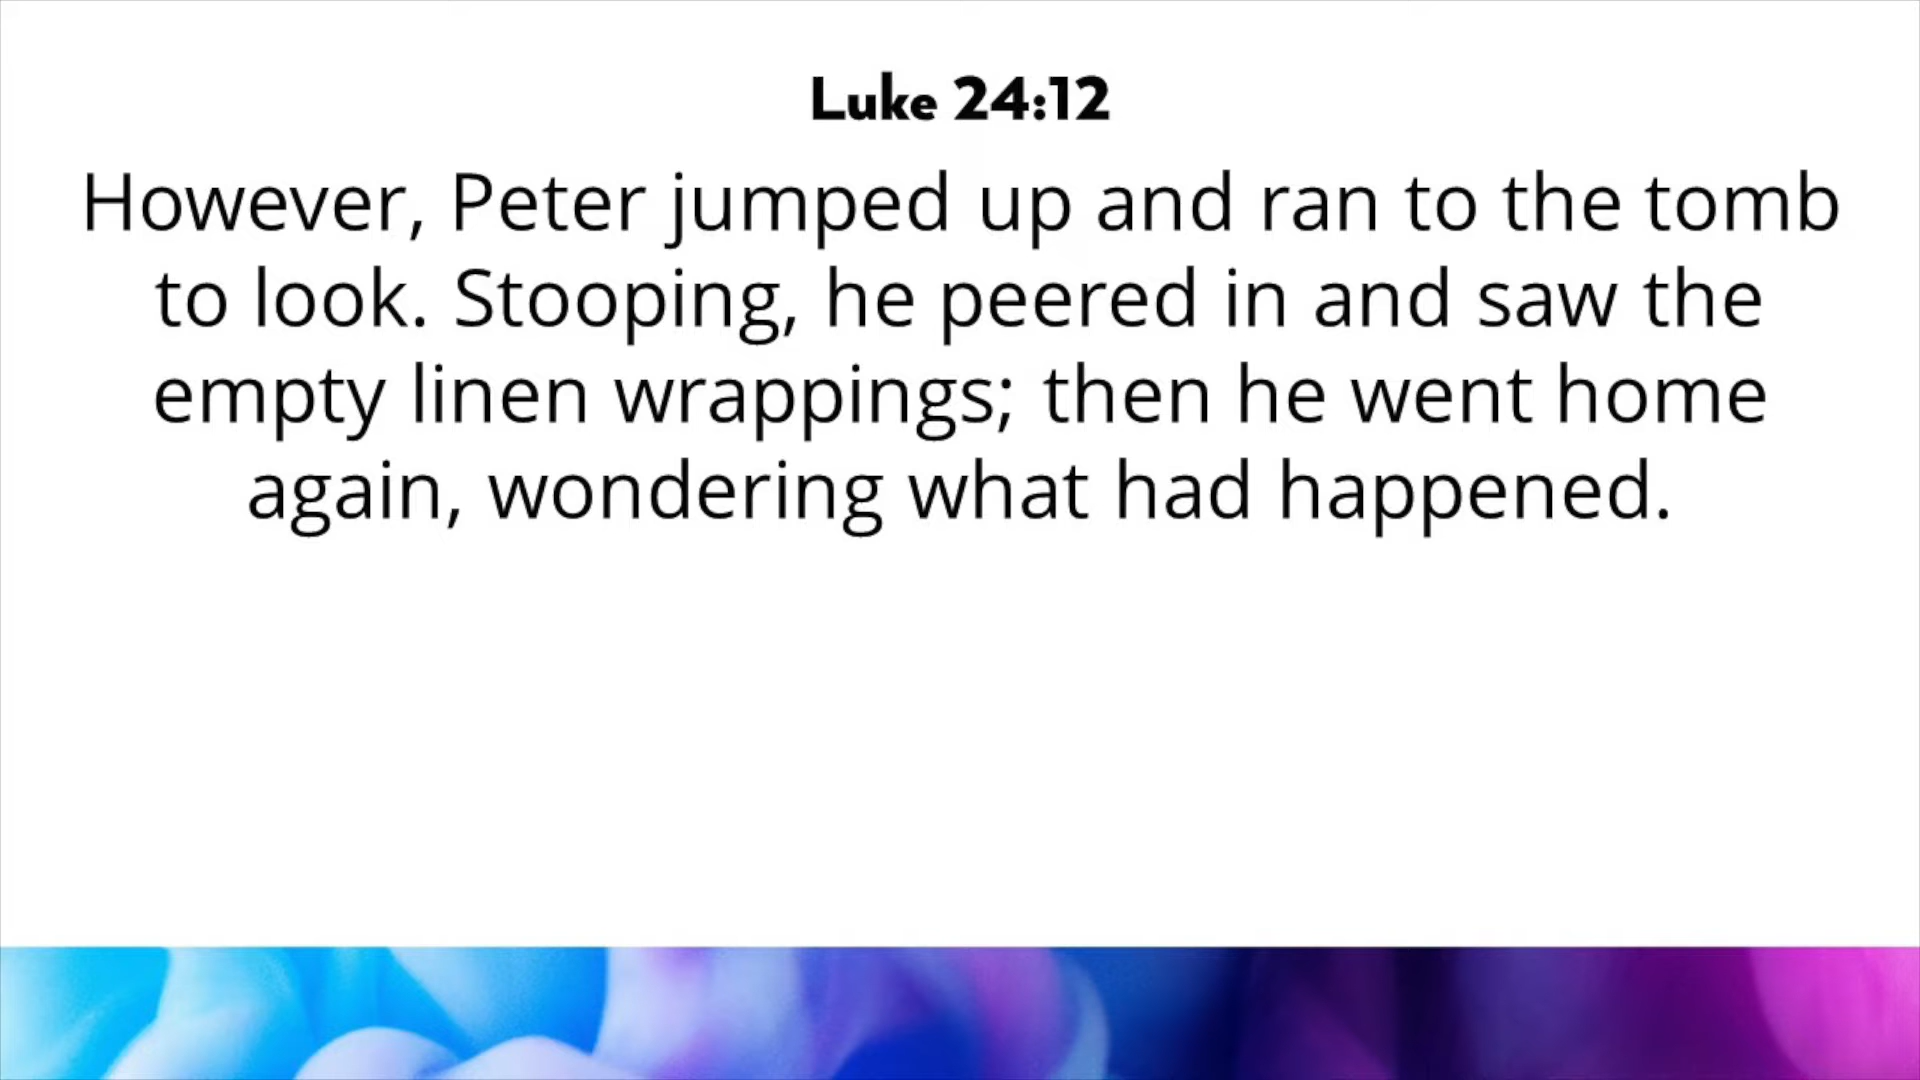 Luke 24:12
However, Peter jumped up and ran to the tomb
to look. Stooping, he peered in and saw the
empty linen wrappings; then he went home
again, wondering what had happened.